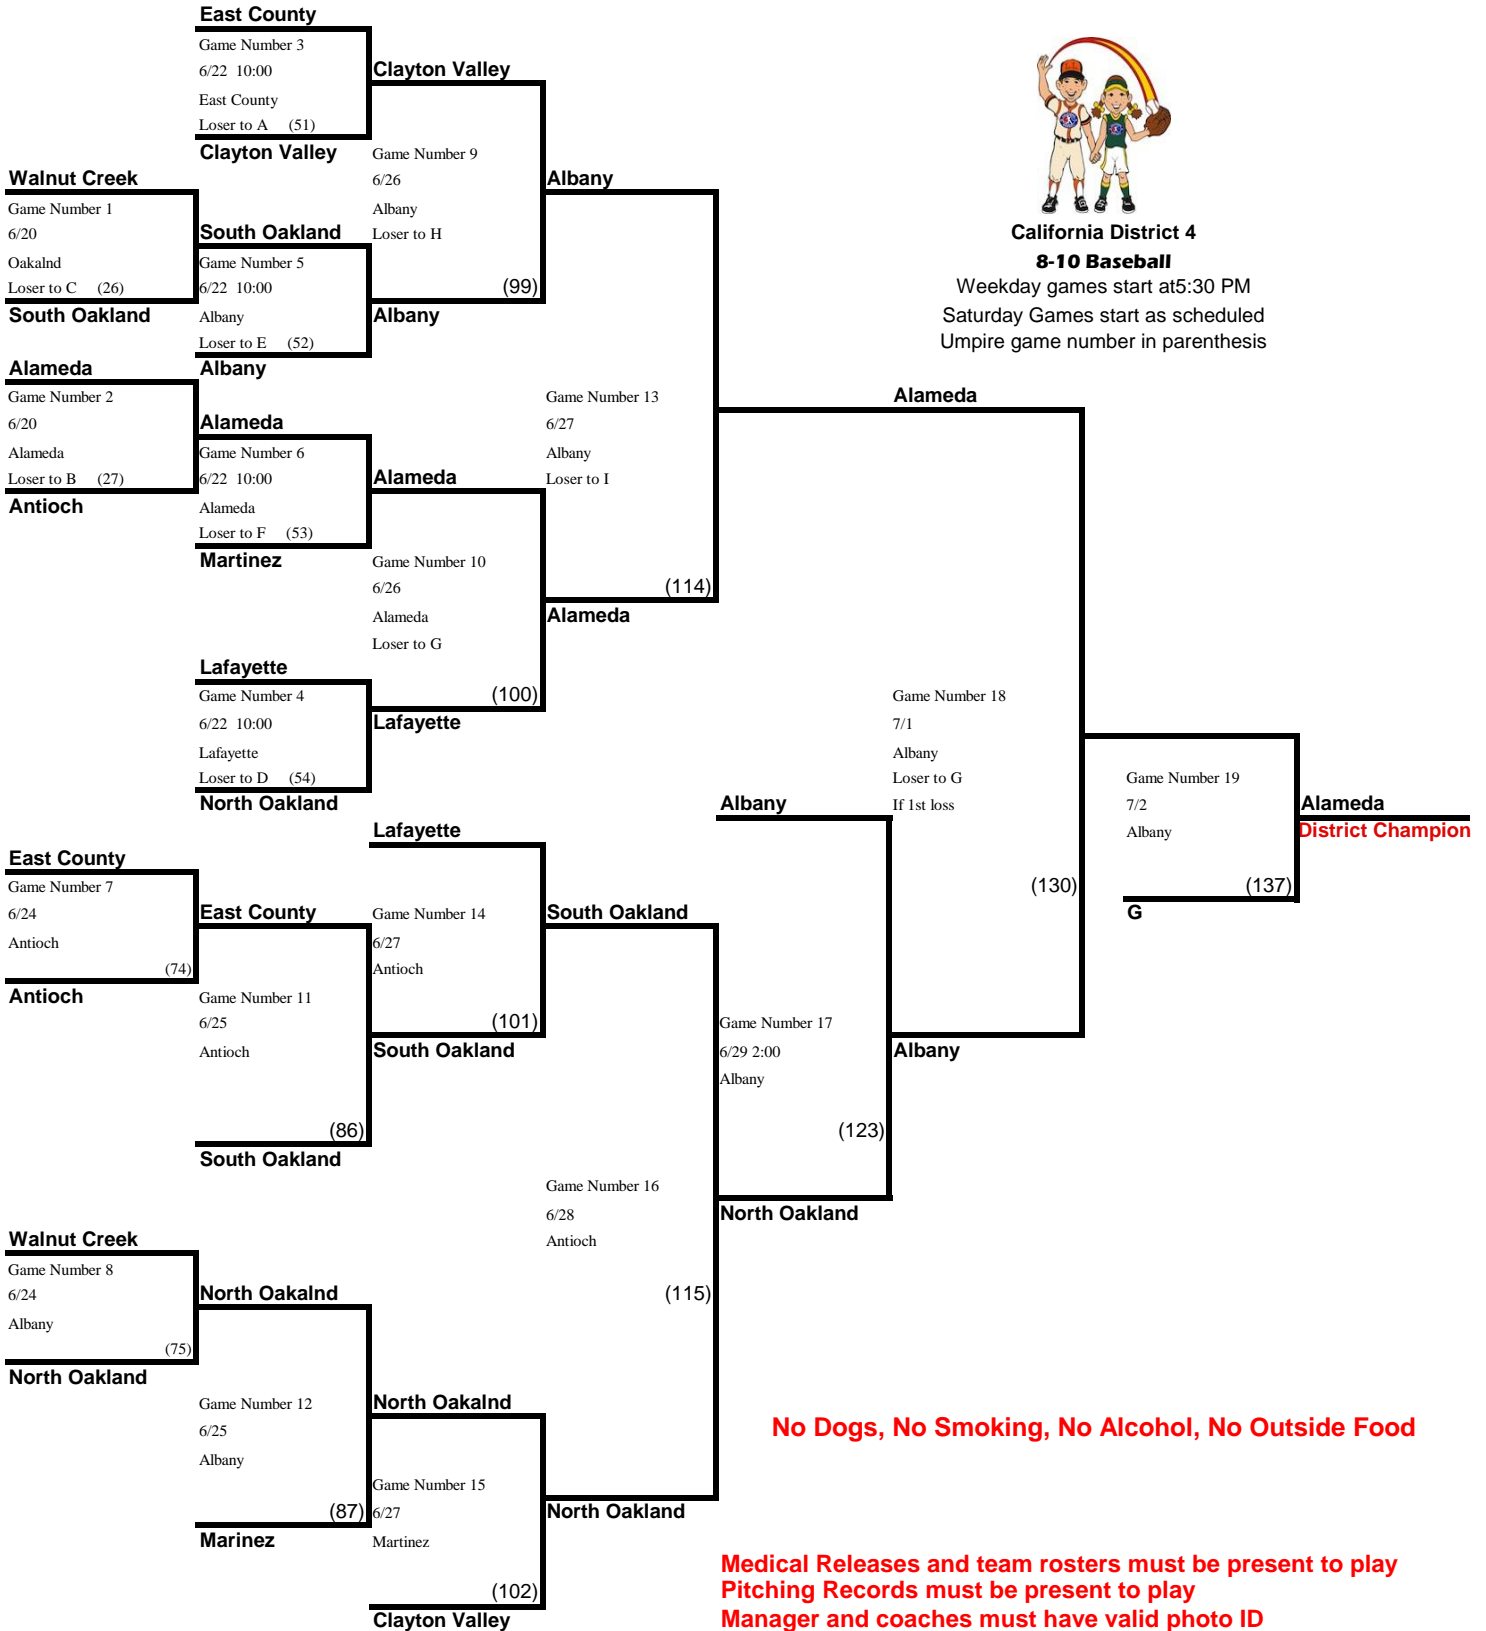 East County
Game Number 3
6/22 10:00
East County
Loser to A (51)
Clayton Valley
Clayton Valley
Game Number 9
6/26
Albany
Loser to H
(99)
Walnut Creek
Game Number 1
6/20
Oakalnd
Loser to C (26)
South Oakland
South Oakland
Game Number 5
6/22 10:00
Albany
Loser to E (52)
Albany
Albany
Albany
Alameda
Game Number 2
6/20
Alameda
Loser to B (27)
Antioch
Alameda
Game Number 6
6/22 10:00
Alameda
Loser to F (53)
Martinez
Alameda
Game Number 10
6/26
Alameda
Loser to G
(100)
Lafayette
Lafayette
Game Number 4
6/22 10:00
Lafayette
Loser to D (54)
North Oakland
Game Number 13
6/27
Albany
Loser to I
(114)
Alameda
California District 4
8-10 Baseball
Weekday games start at5:30 PM
Saturday Games start as scheduled
Umpire game number in parenthesis
Alameda
Game Number 18
7/1
Albany
Loser to G
If 1st loss
(130)
Albany
Game Number 19
7/2
Albany
(137)
G
Alameda
District Champion
East County
Game Number 7
6/24
Antioch
(74)
Antioch
East County
Game Number 11
6/25
Antioch
(86)
South Oakland
Lafayette
Game Number 14
6/27
Antioch
(101)
South Oakland
South Oakland
Game Number 16
6/28
Antioch
(115)
North Oakland
Albany
Game Number 17
6/29 2:00
Albany
(123)
North Oakland
Walnut Creek
Game Number 8
6/24
Albany
(75)
North Oakland
North Oakalnd
Game Number 12
6/25
Albany
(87)
Marinez
North Oakalnd
Game Number 15
6/27
Martinez
(102)
Clayton Valley
No Dogs, No Smoking, No Alcohol, No Outside Food
Medical Releases and team rosters must be present to play
Pitching Records must be present to play
Manager and coaches must have valid photo ID